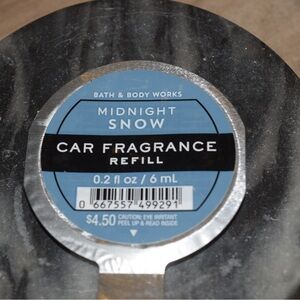 BATH & BODY WORKS
MIDNIGHT
SNOW
CAR FRAGRANCE
REFILL
0.2 fl oz / 6 mL
0 667557 499291
$4.50 CAUTION: EYE IRRITANT
PEEL UP & READ INSIDE